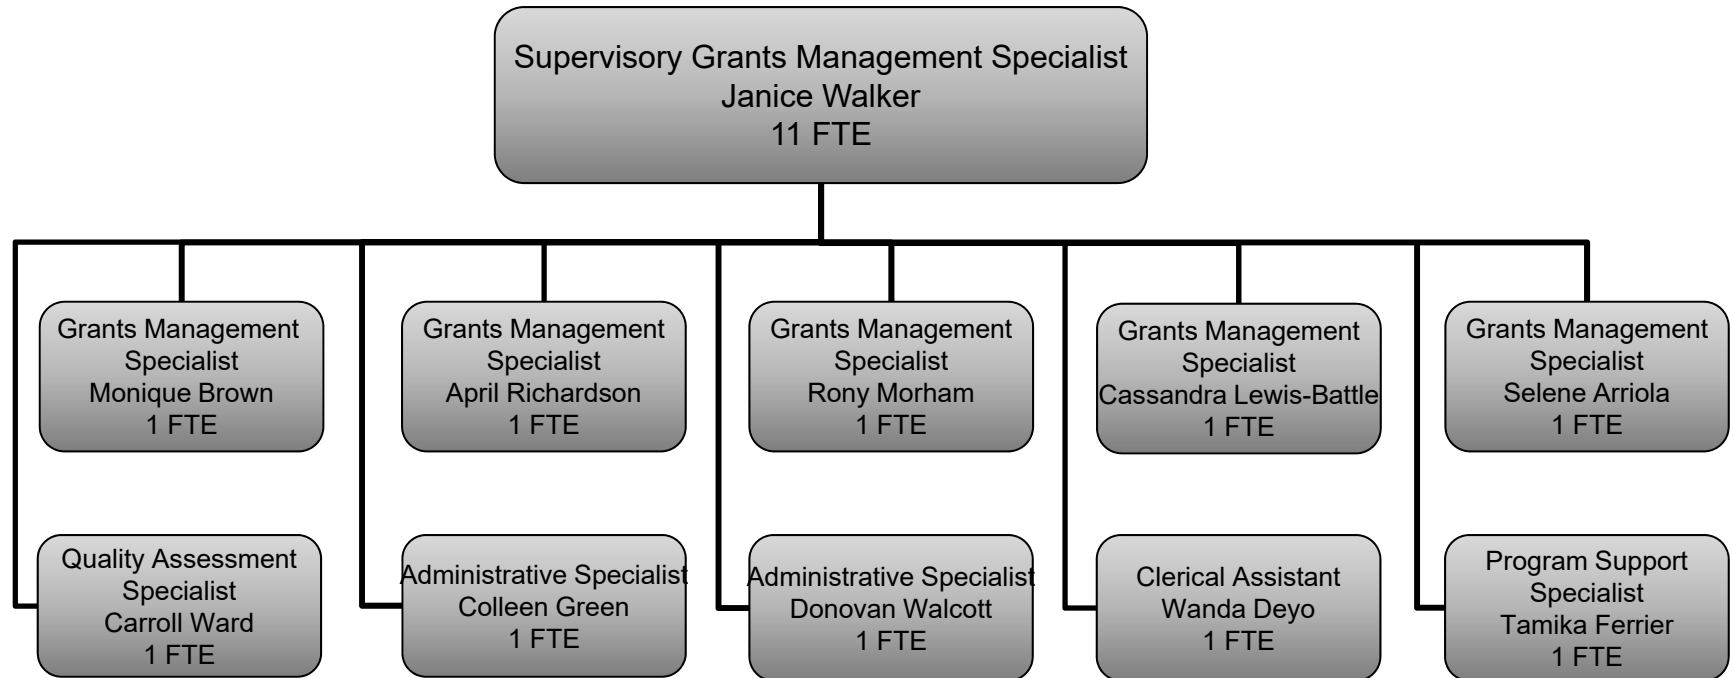 Supervisory Grants Management Specialist
Janice Walker
11 FTE
Grants Management
Specialist
Monique Brown
1 FTE
Grants Management
Specialist
April Richardson
1 FTE
Grants Management
Specialist
Rony Morham
1 FTE
Grants Management
Specialist
Cassandra Lewis-Battle
1 FTE
Grants Management
Specialist
Selene Arriola
1 FTE
Quality Assessment
Specialist
Carroll Ward
1 FTE
Administrative Specialist
Colleen Green
1 FTE
Administrative Specialist
Donovan Walcott
1 FTE
Clerical Assistant
Wanda Deyo
1 FTE
Program Support
Specialist
Tamika Ferrier
1 FTE